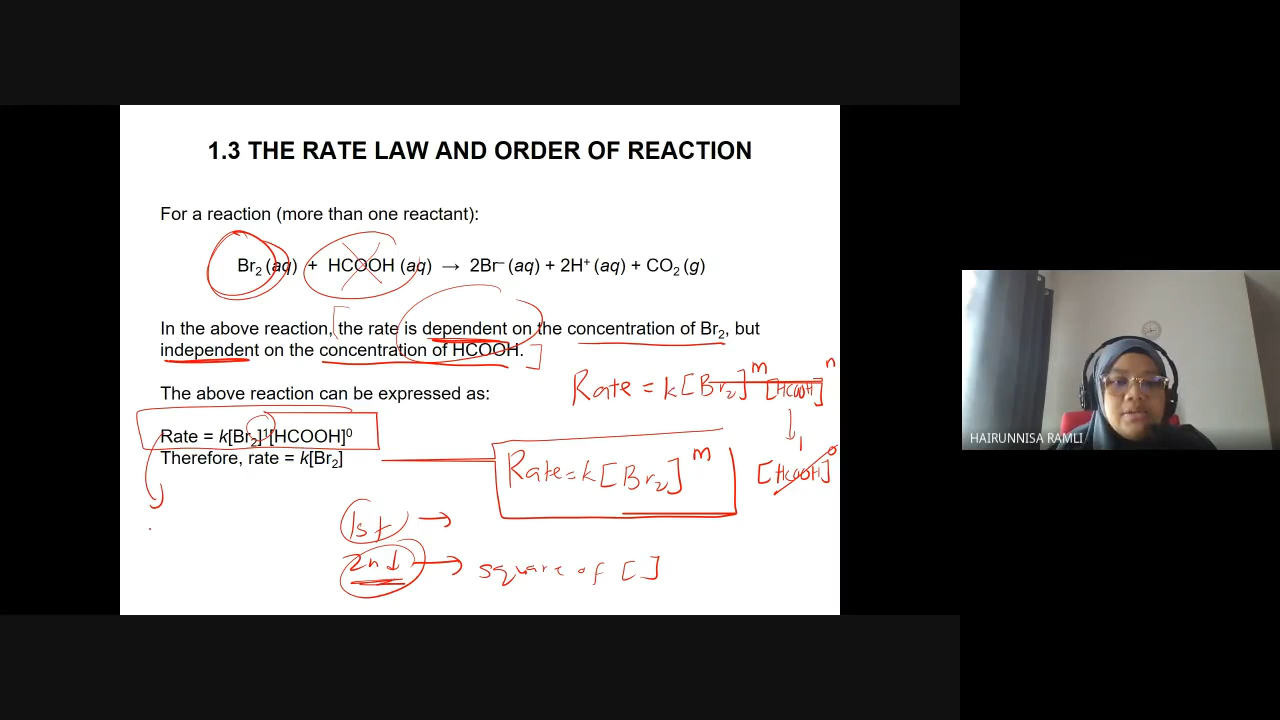 1.3 THE RATE LAW AND ORDER OF REACTION
For a reaction (more than one reactant):
Br₂ (aq) + HCOOH (aq) → 2Br⁻ (aq) + 2H⁺ (aq) + CO₂ (g)
In the above reaction, the rate is dependent on the concentration of Br₂, but
independent on the concentration of HCOOH.
The above reaction can be expressed as:
Rate = k[Br₂]ᵐ [HCOOH]ⁿ
Rate = k[Br₂]¹[HCOOH]⁰
Therefore, rate = k[Br₂]
Rate = k[Br₂]ᵐ
[HCOOH]⁰
1st →
2nd → square of [ ]
HAIRUNNISA RAMLI